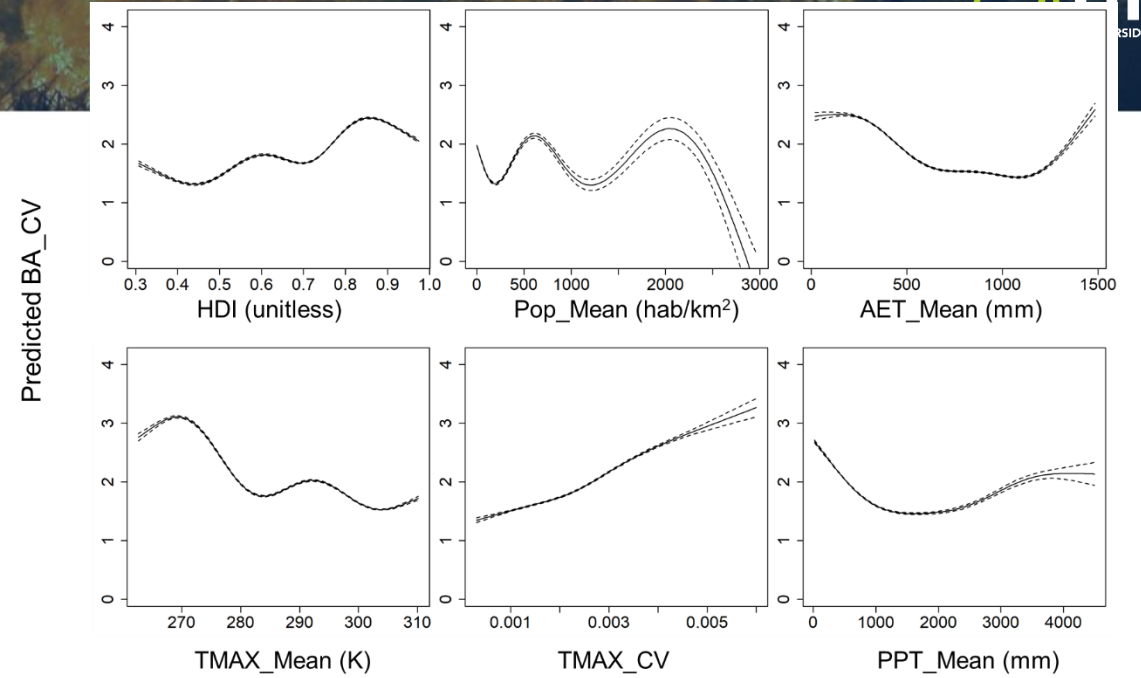 RSID
Predicted BA_CV
4
3
2
1
0
0.3 0.4 0.5 0.6 0.7 0.8 0.9 1.0
HDI (unitless)
4
3
2
1
0
0 500 1000 2000 3000
Pop_Mean (hab/km²)
4
3
2
1
0
0 500 1000 1500
AET_Mean (mm)
4
3
2
1
0
270 280 290 300 310
TMAX_Mean (K)
4
3
2
1
0
0.001 0.003 0.005
TMAX_CV
4
3
2
1
0
0 1000 2000 3000 4000
PPT_Mean (mm)